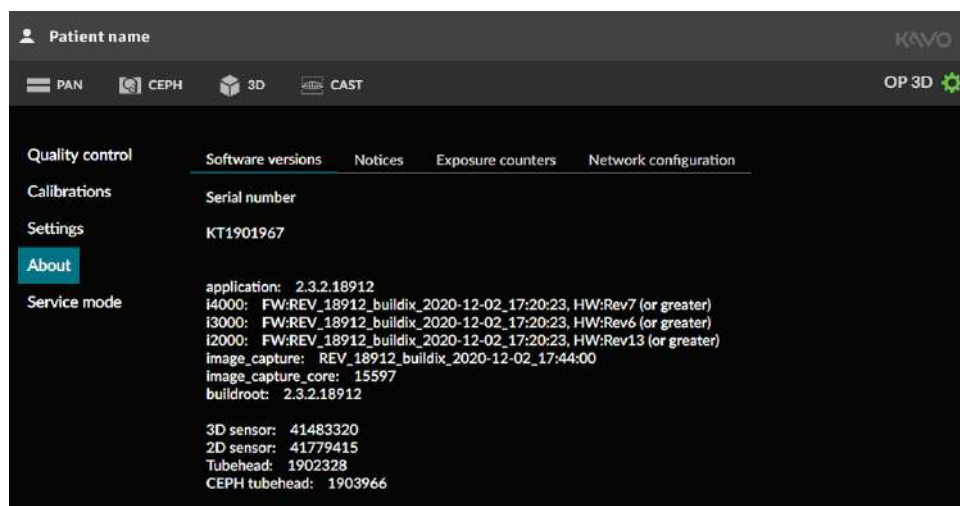 Patient name
KAVO
PAN CEPH 3D CAST
OP 3D
Quality control
Calibrations
Settings
About
Service mode
Software versions Notices Exposure counters Network configuration
Serial number
KT1901967
application: 2.3.2.18912
i4000: FW:REV_18912_buildix_2020-12-02_17:20:23, HW:Rev7 (or greater)
i3000: FW:REV_18912_buildix_2020-12-02_17:20:23, HW:Rev6 (or greater)
i2000: FW:REV_18912_buildix_2020-12-02_17:20:23, HW:Rev13 (or greater)
image_capture: REV_18912_buildix_2020-12-02_17:44:00
image_capture_core: 15597
buildroot: 2.3.2.18912
3D sensor: 41483320
2D sensor: 41779415
Tubehead: 1902328
CEPH tubehead: 1903966